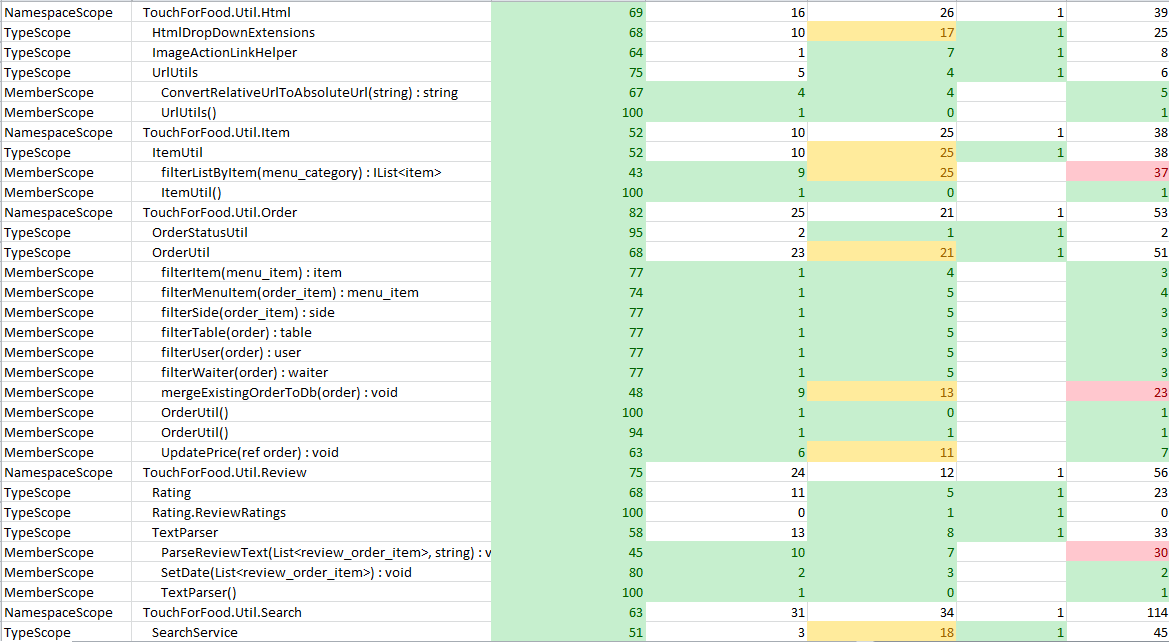 NamespaceScope TouchForFood.Util.Html 69 16 26 1 39
TypeScope HtmlDropDownExtensions 68 10 17 1 25
TypeScope ImageActionLinkHelper 64 1 7 1 8
TypeScope UrlUtils 75 5 4 1 6
MemberScope ConvertRelativeUrlToAbsoluteUrl(string) : string 67 4 4 5
MemberScope UrlUtils() 100 1 0 1
NamespaceScope TouchForFood.Util.Item 52 10 25 1 38
TypeScope ItemUtil 52 10 25 1 38
MemberScope filterListByItem(menu_category) : IList<item> 43 9 25 37
MemberScope ItemUtil() 100 1 0 1
NamespaceScope TouchForFood.Util.Order 82 25 21 1 53
TypeScope OrderStatusUtil 95 2 1 1 2
TypeScope OrderUtil 68 23 21 1 51
MemberScope filterItem(menu_item) : item 77 1 4 3
MemberScope filterMenuItem(order_item) : menu_item 74 1 5 4
MemberScope filterSide(order_item) : side 77 1 5 3
MemberScope filterTable(order) : table 77 1 5 3
MemberScope filterUser(order) : user 77 1 5 3
MemberScope filterWaiter(order) : waiter 77 1 5 3
MemberScope mergeExistingOrderToDb(order) : void 48 9 13 23
MemberScope OrderUtil() 100 1 0 1
MemberScope OrderUtil() 94 1 1 1
MemberScope UpdatePrice(ref order) : void 63 6 11 7
NamespaceScope TouchForFood.Util.Review 75 24 12 1 56
TypeScope Rating 68 11 5 1 23
TypeScope Rating.ReviewRatings 100 0 1 1 0
TypeScope TextParser 58 13 8 1 33
MemberScope ParseReviewText(List<review_order_item>, string) : v 45 10 7 30
MemberScope SetDate(List<review_order_item>) : void 80 2 3 2
MemberScope TextParser() 100 1 0 1
NamespaceScope TouchForFood.Util.Search 63 31 34 1 114
TypeScope SearchService 51 3 18 1 45